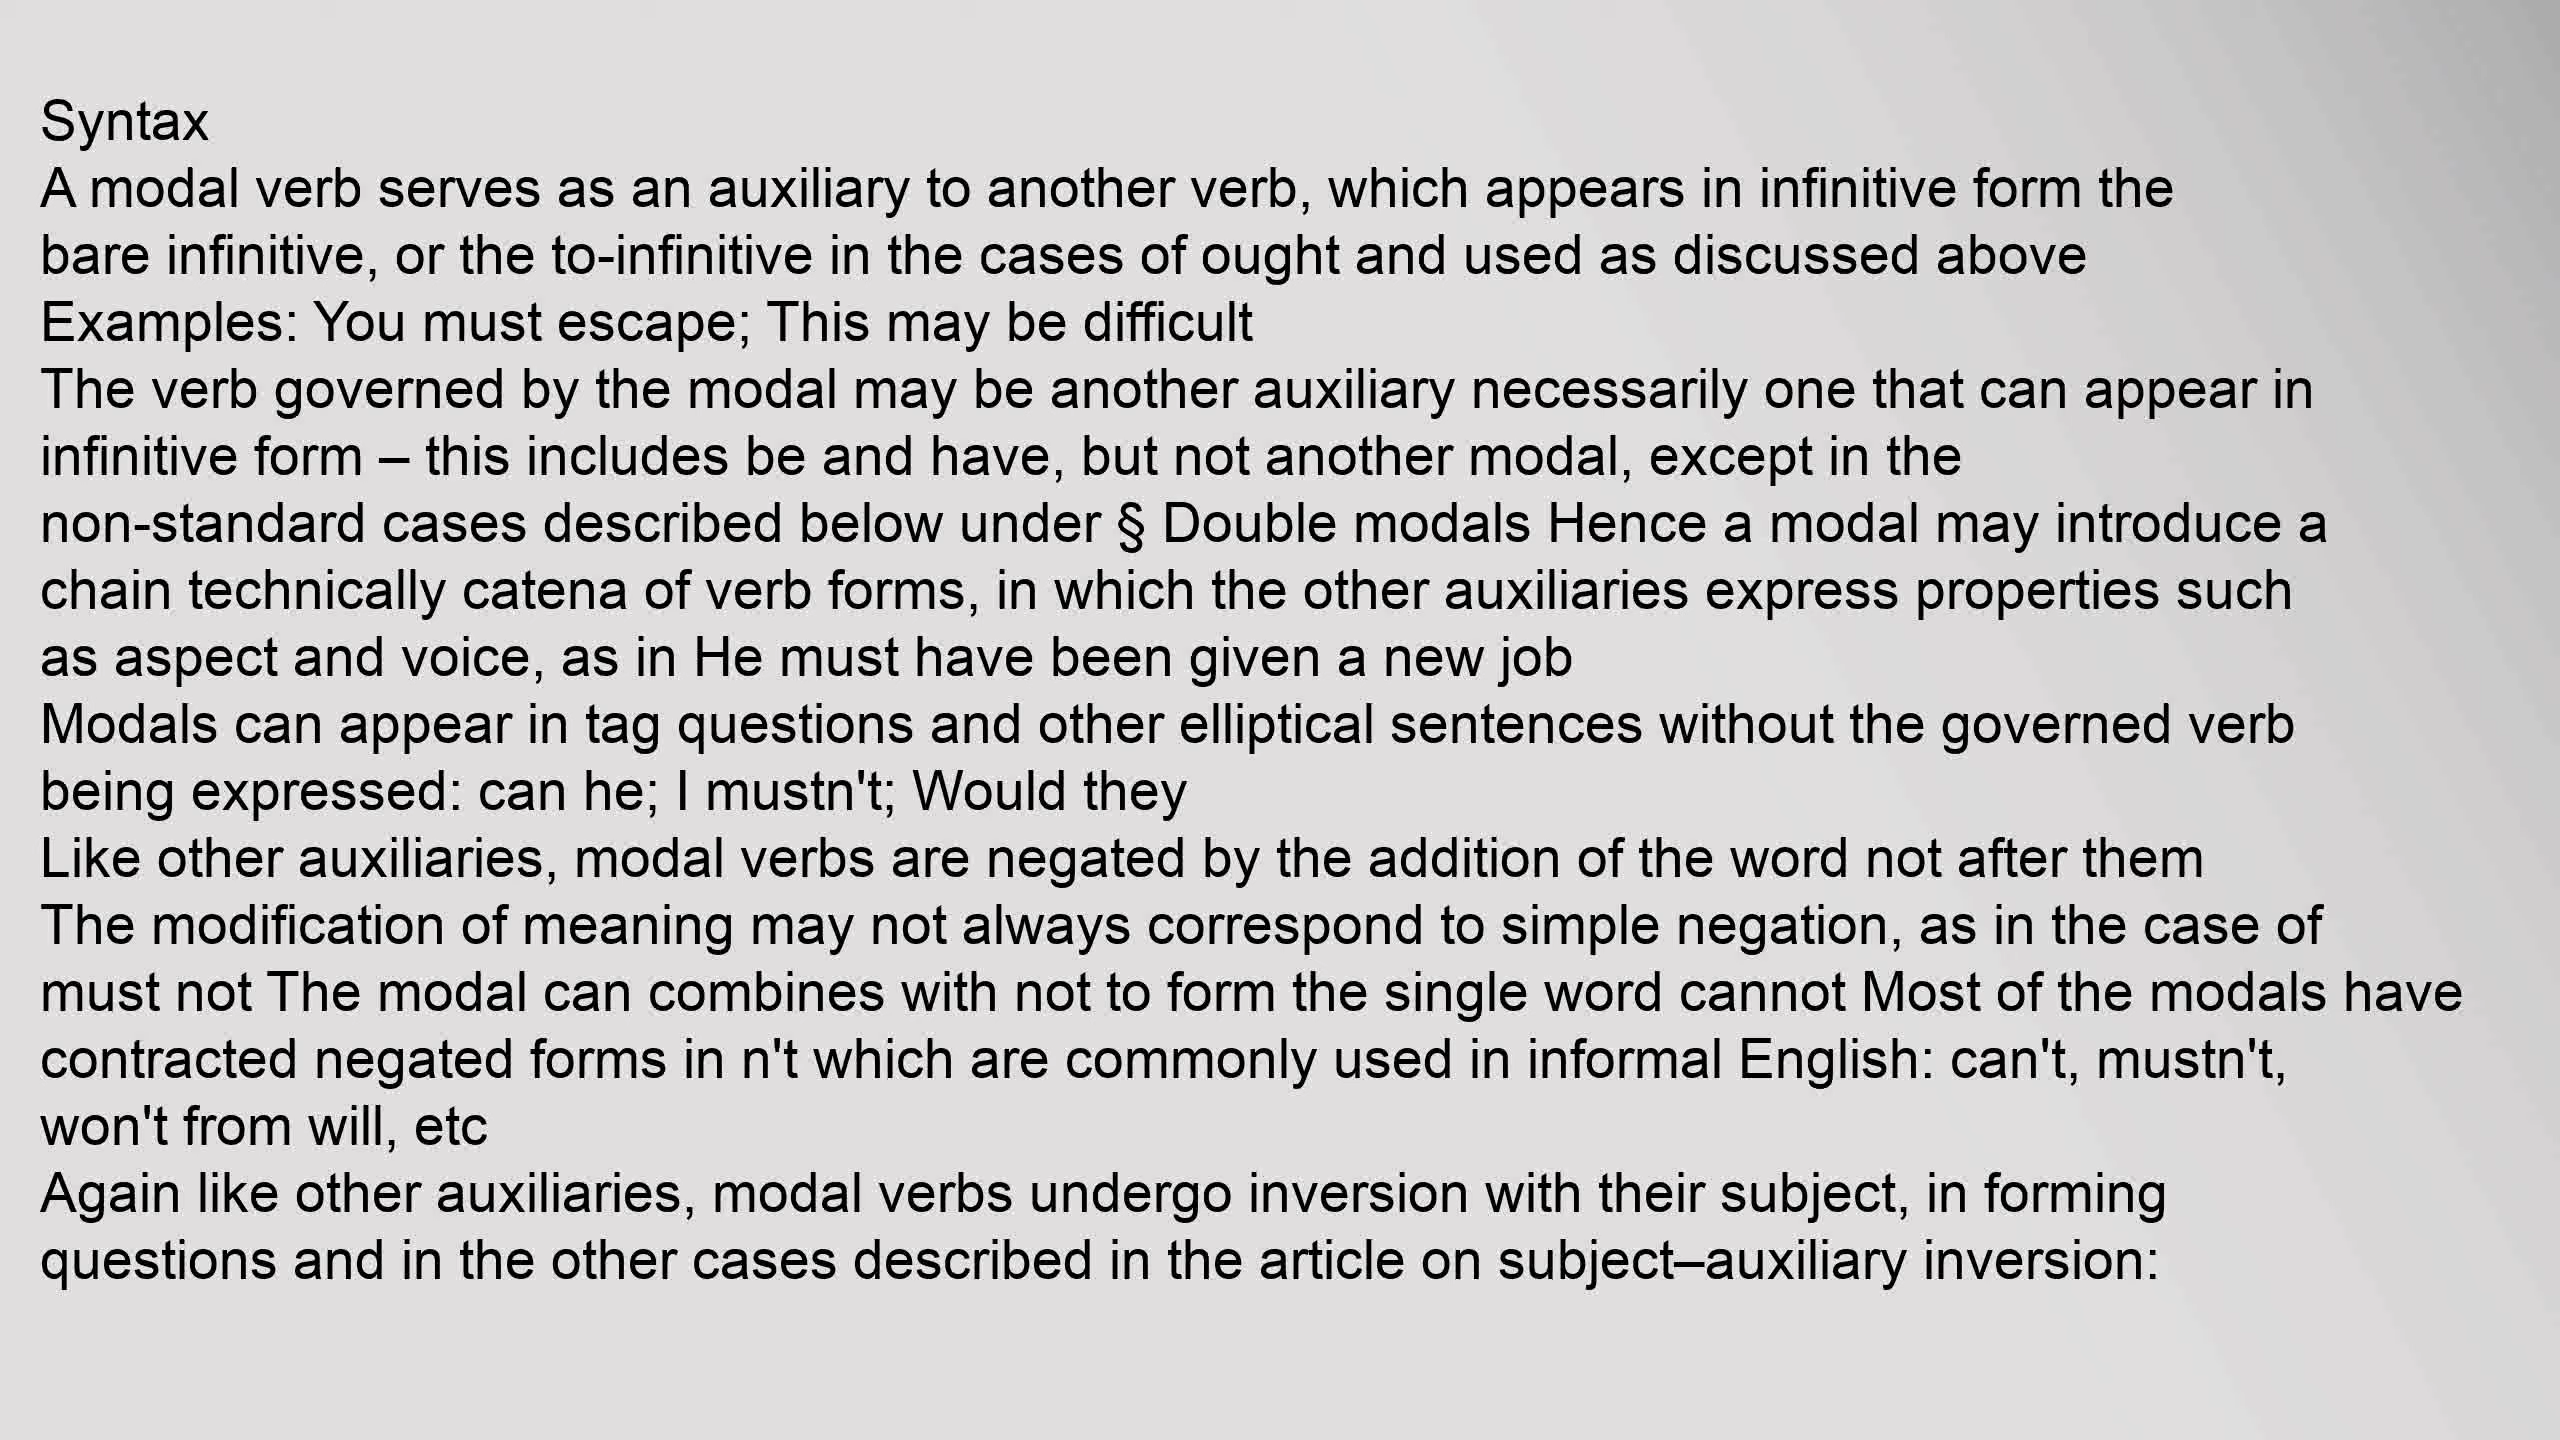 Syntax
A modal verb serves as an auxiliary to another verb, which appears in infinitive form the
bare infinitive, or the to-infinitive in the cases of ought and used as discussed above
Examples: You must escape; This may be difficult
The verb governed by the modal may be another auxiliary necessarily one that can appear in
infinitive form – this includes be and have, but not another modal, except in the
non-standard cases described below under § Double modals Hence a modal may introduce a
chain technically catena of verb forms, in which the other auxiliaries express properties such
as aspect and voice, as in He must have been given a new job
Modals can appear in tag questions and other elliptical sentences without the governed verb
being expressed: can he; I mustn't; Would they
Like other auxiliaries, modal verbs are negated by the addition of the word not after them
The modification of meaning may not always correspond to simple negation, as in the case of
must not The modal can combines with not to form the single word cannot Most of the modals have
contracted negated forms in n't which are commonly used in informal English: can't, mustn't,
won't from will, etc
Again like other auxiliaries, modal verbs undergo inversion with their subject, in forming
questions and in the other cases described in the article on subject–auxiliary inversion: